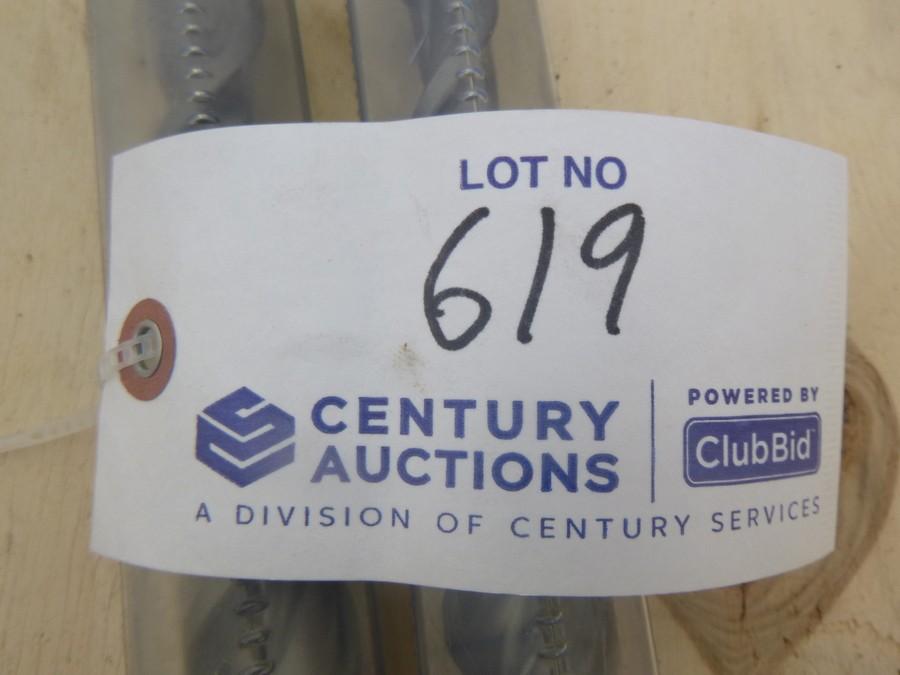 LOT NO
619
CENTURY AUCTIONS
A DIVISION OF CENTURY SERVICES
POWERED BY
ClubBid